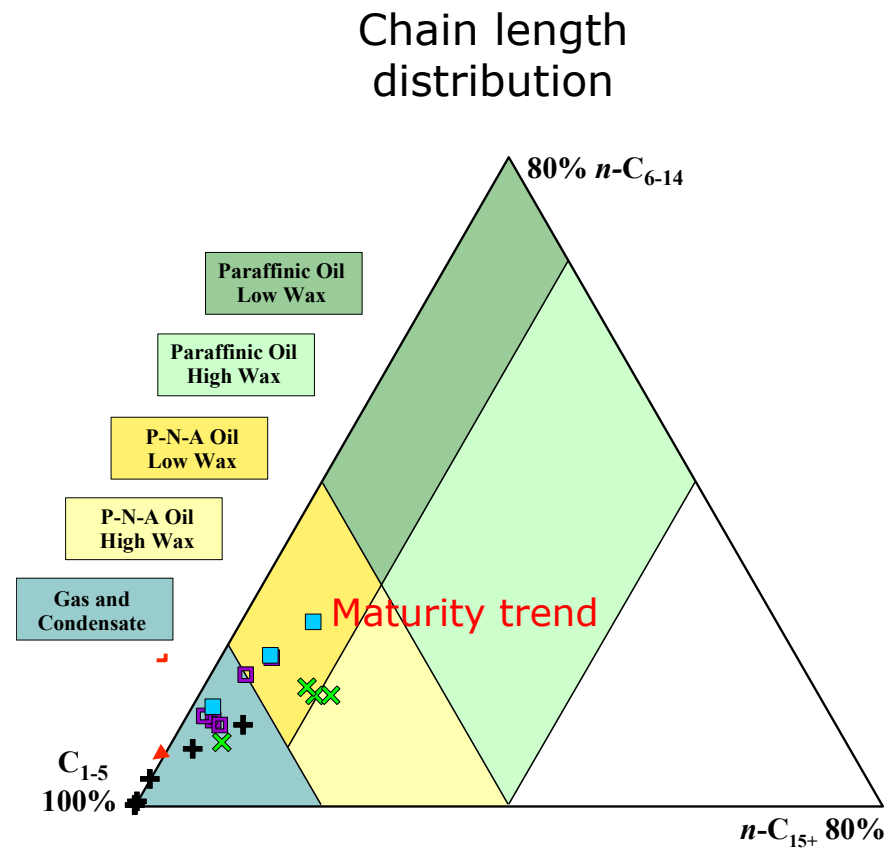 Chain length
distribution
80% n-C6-14
Paraffinic Oil
Low Wax
Paraffinic Oil
High Wax
P-N-A Oil
Low Wax
P-N-A Oil
High Wax
Gas and
Condensate
Maturity trend
C1-5
100%
n-C15+ 80%